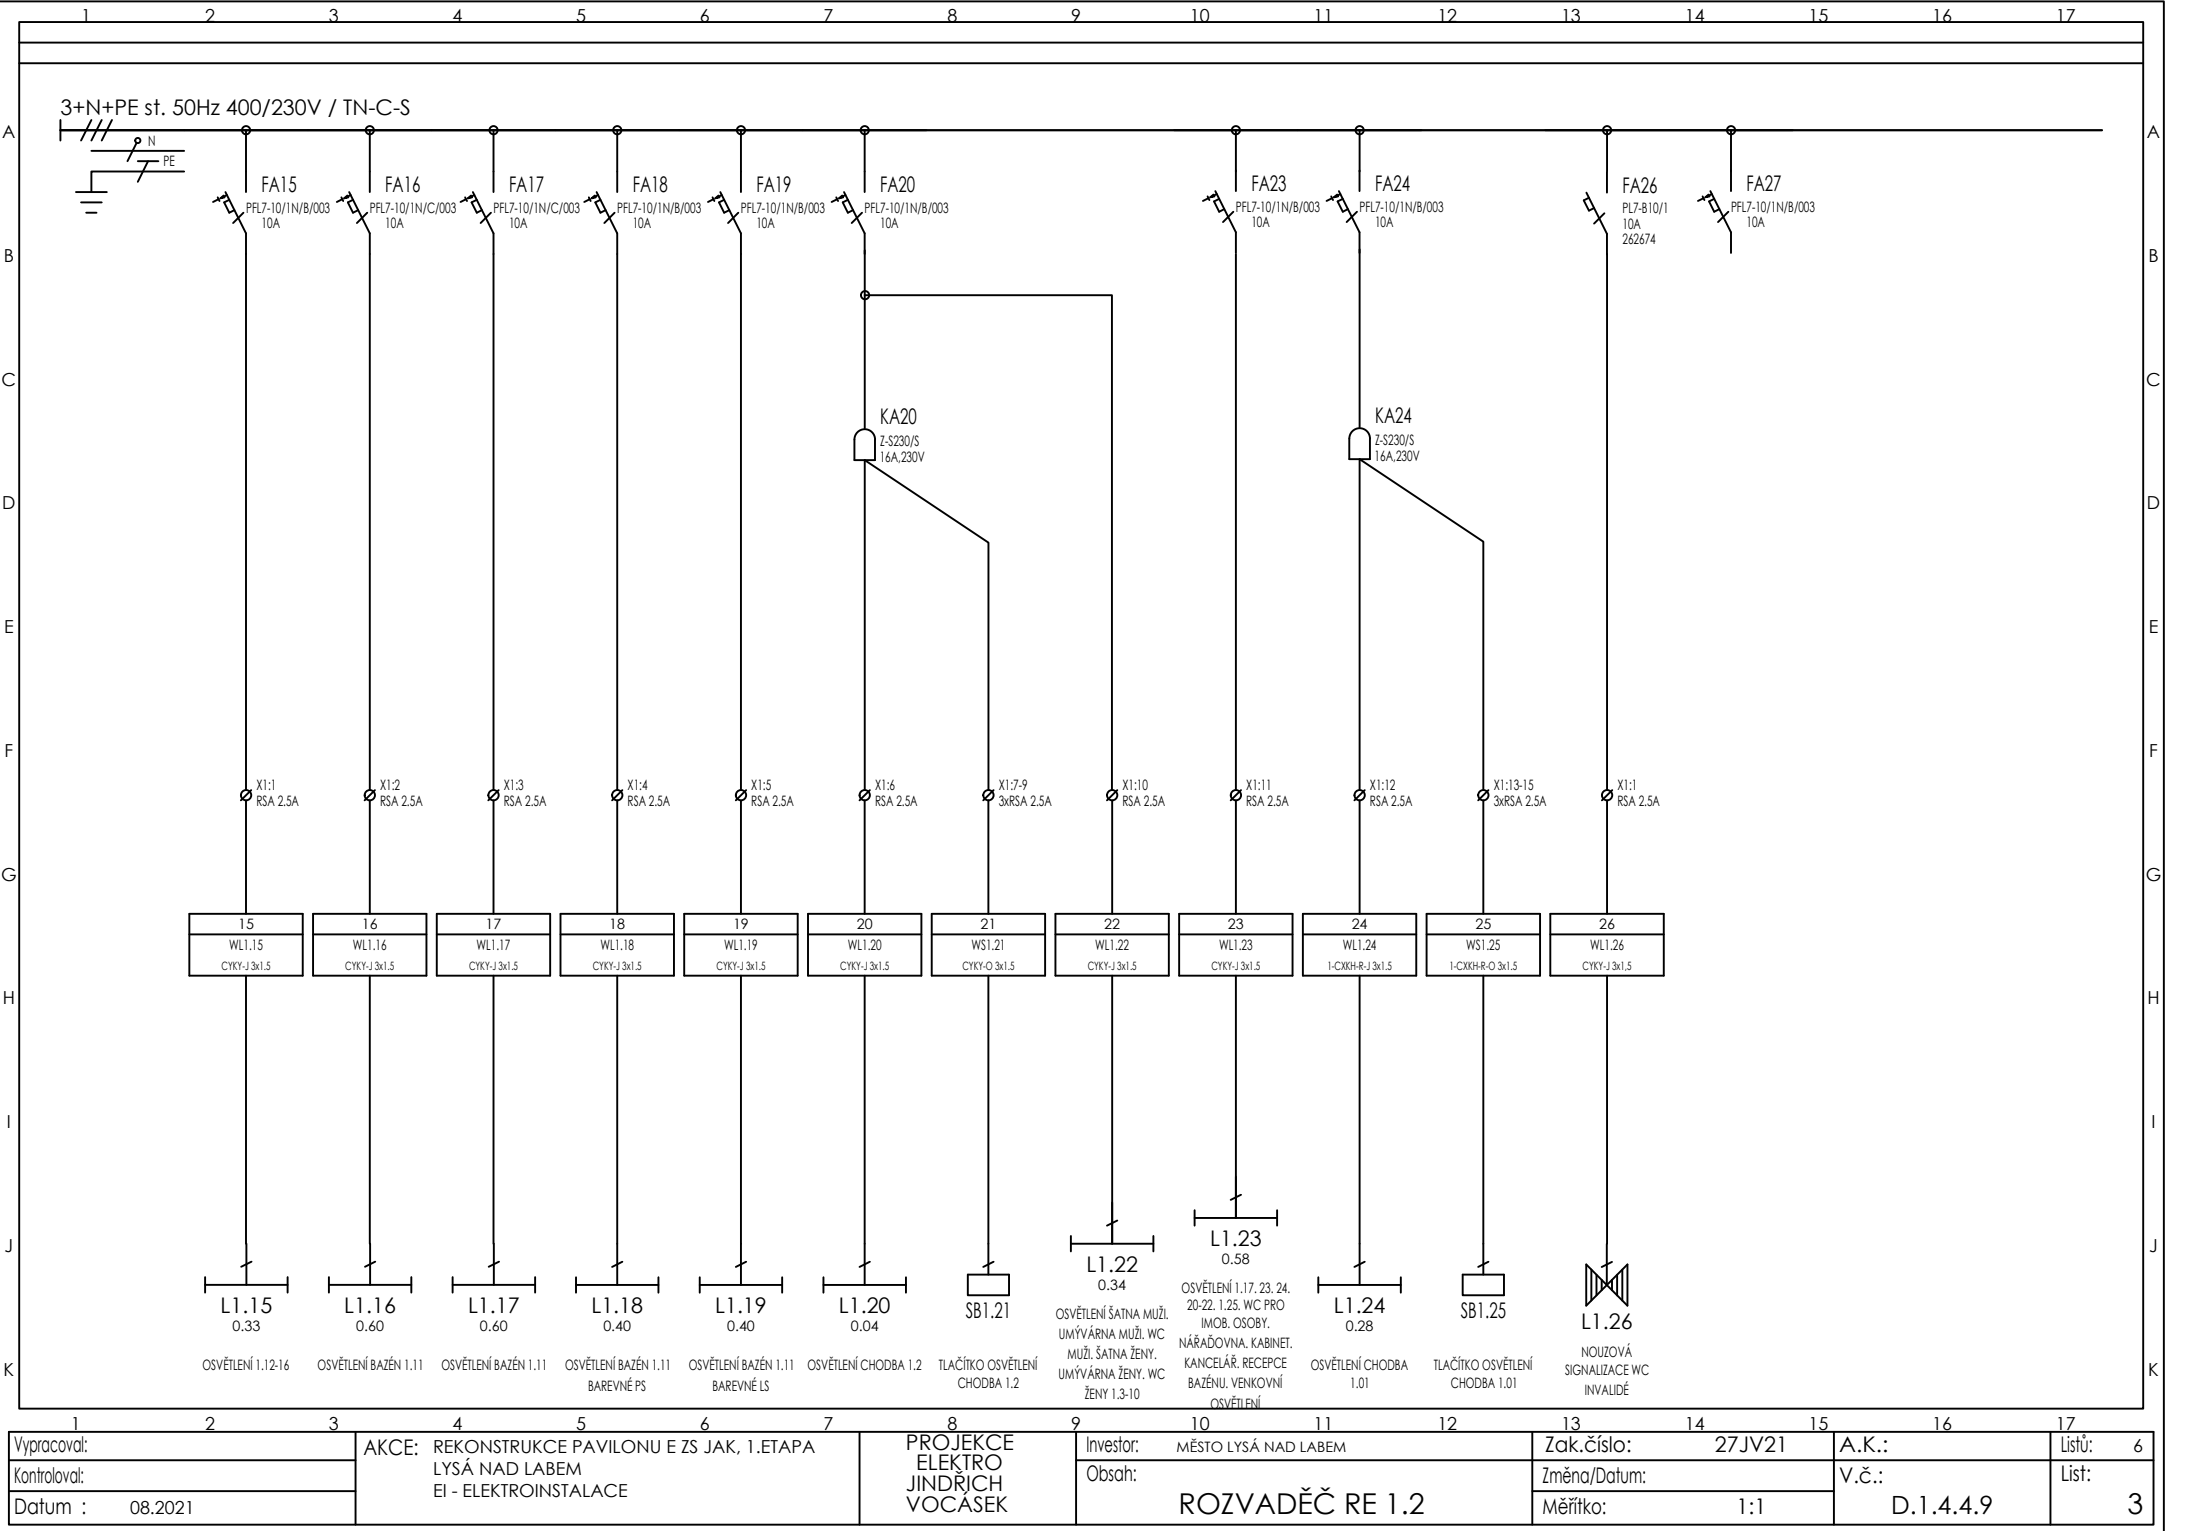 1 2 3 4 5 6 7 8 9 10 11 12 13 14 15 16 17
3+N+PE st. 50Hz 400/230V / TN-C-S
A A
N
PE
FA15
PFL7-10/1N/B/003
10A
FA16
PFL7-10/1N/C/003
10A
FA17
PFL7-10/1N/C/003
10A
FA18
PFL7-10/1N/B/003
10A
FA19
PFL7-10/1N/B/003
10A
FA20
PFL7-10/1N/B/003
10A
FA23
PFL7-10/1N/B/003
10A
FA24
PFL7-10/1N/B/003
10A
FA26
PL7-B10/1
10A
262674
FA27
PFL7-10/1N/B/003
10A
B B
C C
KA20
Z-S230/S
16A,230V
KA24
Z-S230/S
16A,230V
D D
E E
F F
X1:1
RSA 2.5A
X1:2
RSA 2.5A
X1:3
RSA 2.5A
X1:4
RSA 2.5A
X1:5
RSA 2.5A
X1:6
RSA 2.5A
X1:7-9
3xRSA 2.5A
X1:10
RSA 2.5A
X1:11
RSA 2.5A
X1:12
RSA 2.5A
X1:13-15
3xRSA 2.5A
X1:1
RSA 2.5A
G G
15
WL1.15
CYKY-J 3x1.5
16
WL1.16
CYKY-J 3x1.5
17
WL1.17
CYKY-J 3x1.5
18
WL1.18
CYKY-J 3x1.5
19
WL1.19
CYKY-J 3x1.5
20
WL1.20
CYKY-J 3x1.5
21
WS1.21
CYKY-O 3x1.5
22
WL1.22
CYKY-J 3x1.5
23
WL1.23
CYKY-J 3x1.5
24
WL1.24
1-CXKH-R-J 3x1.5
25
WS1.25
1-CXKH-R-O 3x1.5
26
WL1.26
CYKY-J 3x1,5
H H
I I
J J
L1.15
0.33
OSVĚTLENÍ 1.12-16
L1.16
0.60
OSVĚTLENÍ BAZÉN 1.11
L1.17
0.60
OSVĚTLENÍ BAZÉN 1.11
L1.18
0.40
OSVĚTLENÍ BAZÉN 1.11
BAREVNÉ PS
L1.19
0.40
OSVĚTLENÍ BAZÉN 1.11
BAREVNÉ LS
L1.20
0.04
OSVĚTLENÍ CHODBA 1.2
SB1.21
TLAČÍTKO OSVĚTLENÍ
CHODBA 1.2
L1.22
0.34
OSVĚTLENÍ ŠATNA MUŽI.
UMÝVÁRNA MUŽI. WC
MUŽI. ŠATNA ŽENY.
UMÝVÁRNA ŽENY. WC
ŽENY 1.3-10
L1.23
0.58
OSVĚTLENÍ 1.17. 23. 24.
20-22. 1.25. WC PRO
IMOB. OSOBY.
NÁŘAĎOVNA. KABINET.
KANCELÁŘ. RECEPCE
BAZÉNU. VENKOVNÍ
OSVĚTLENÍ
L1.24
0.28
OSVĚTLENÍ CHODBA
1.01
SB1.25
TLAČÍTKO OSVĚTLENÍ
CHODBA 1.01
L1.26
NOUZOVÁ
SIGNALIZACE WC
INVALIDÉ
K K
1 2 3 4 5 6 7 8 9 10 11 12 13 14 15 16 17
Vypracoval:
Kontroloval:
Datum : 08.2021
AKCE: REKONSTRUKCE PAVILONU E ZS JAK, 1.ETAPA
LYSÁ NAD LABEM
EI - ELEKTROINSTALACE
PROJEKCE
ELEKTRO
JINDŘICH
VOCÁSEK
Investor: MĚSTO LYSÁ NAD LABEM
Obsah:
ROZVADĚČ RE 1.2
Zak.číslo: 27JV21
Změna/Datum:
Měřítko: 1:1
A.K.:
V.č.:
D.1.4.4.9
Listů: 6
List:
3